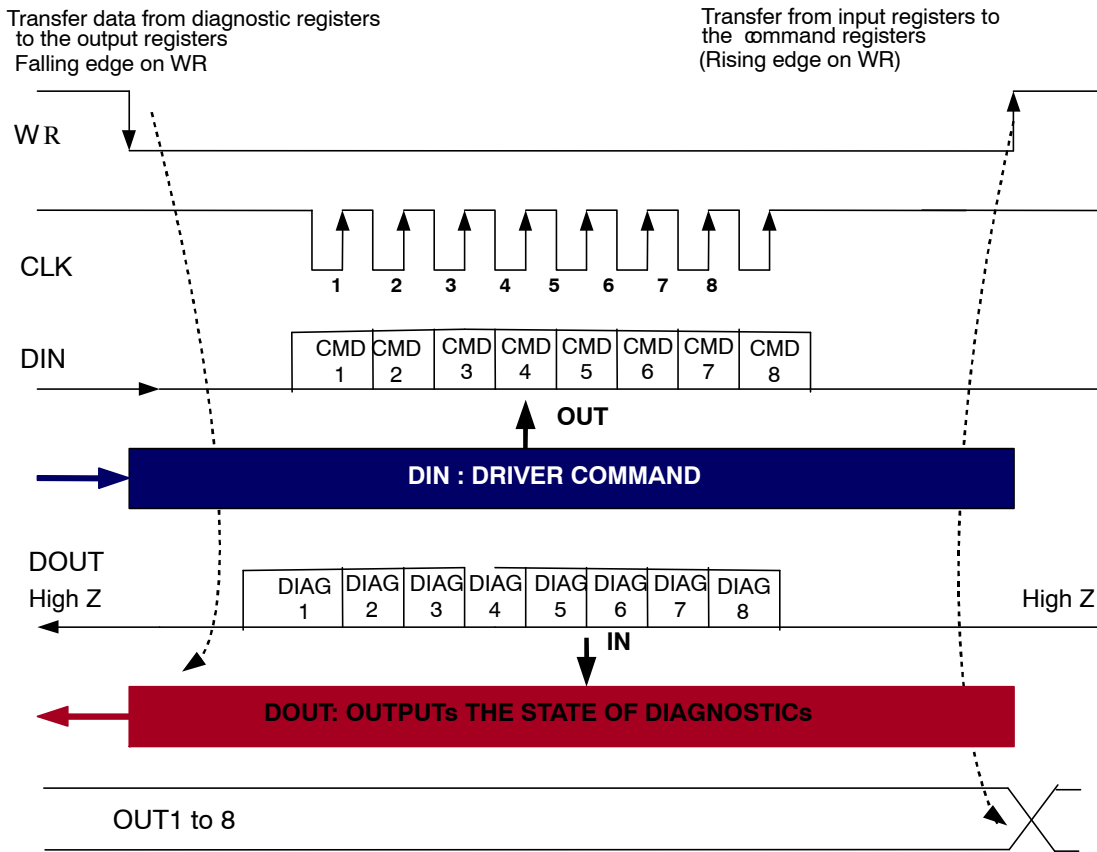 Transfer data from diagnostic registers
to the output registers
Falling edge on WR
Transfer from input registers to
the command registers
(Rising edge on WR)
WR
CLK
1 2 3 4 5 6 7 8
DIN
CMD CMD CMD CMD CMD CMD CMD CMD
1 2 3 4 5 6 7 8
OUT
DIN : DRIVER COMMAND
DOUT
High Z
DIAG DIAG DIAG DIAG DIAG DIAG DIAG DIAG
1 2 3 4 5 6 7 8
High Z
IN
DOUT: OUTPUTs THE STATE OF DIAGNOSTICs
OUT1 to 8